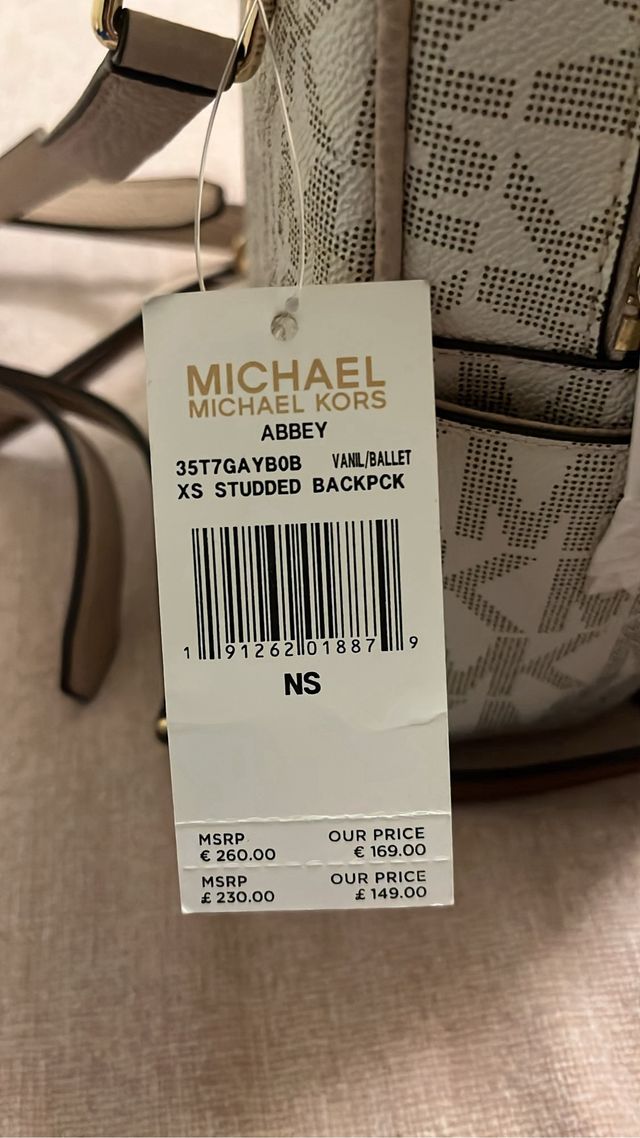 MICHAEL
MICHAEL KORS
ABBEY
35T7GAYB0B VANIL/BALLET
XS STUDDED BACKPCK
1 91262 01887 9
NS
MSRP OUR PRICE
€ 260.00 € 169.00
MSRP OUR PRICE
£ 230.00 £ 149.00